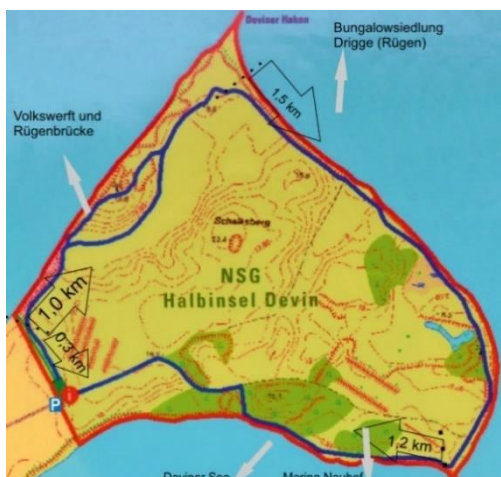 Deviner Haken
Bungalowsiedlung
Drigge (Rügen)
1,5 km
Volkswerft und
Rügenbrücke
Schalksberg
NSG
Halbinsel Devin
1,0 km
0,3 km
P
1,2 km
Deviner See
Marina Neuhof